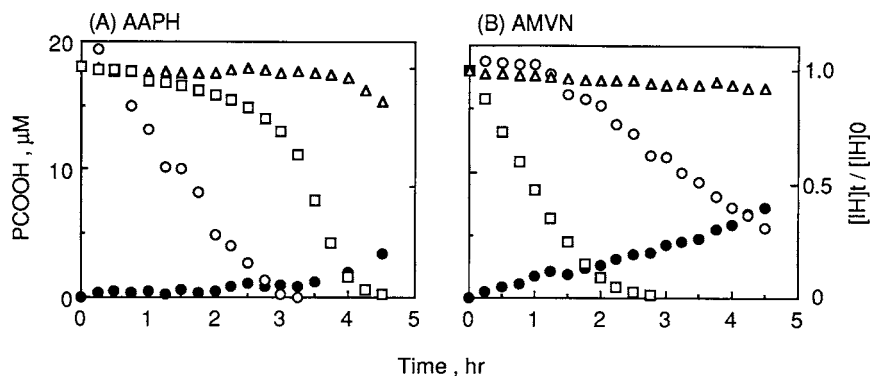 (A) AAPH
(B) AMVN
20
10
0
PCOOH , μM
0 1 2 3 4 5
0 1 2 3 4 5
1.0
0.5
0
[IH]t / [IH]0
Time , hr